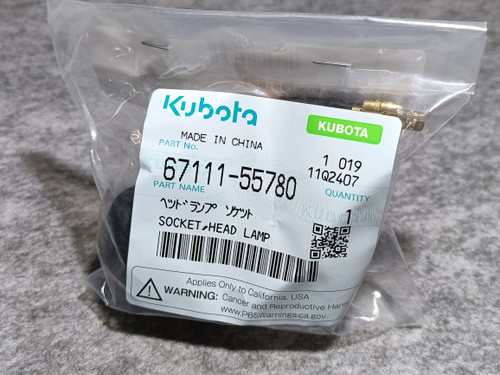 Kubota
KUBOTA
MADE IN CHINA
PART No.
1 019
67111-55780
11Q2407
PART NAME
QUANTITY
ヘッドランプ ソケット
1
SOCKET,HEAD LAMP
Applies Only to California, USA
WARNING: Cancer and Reproductive Harm
www.P65Warnings.ca.gov